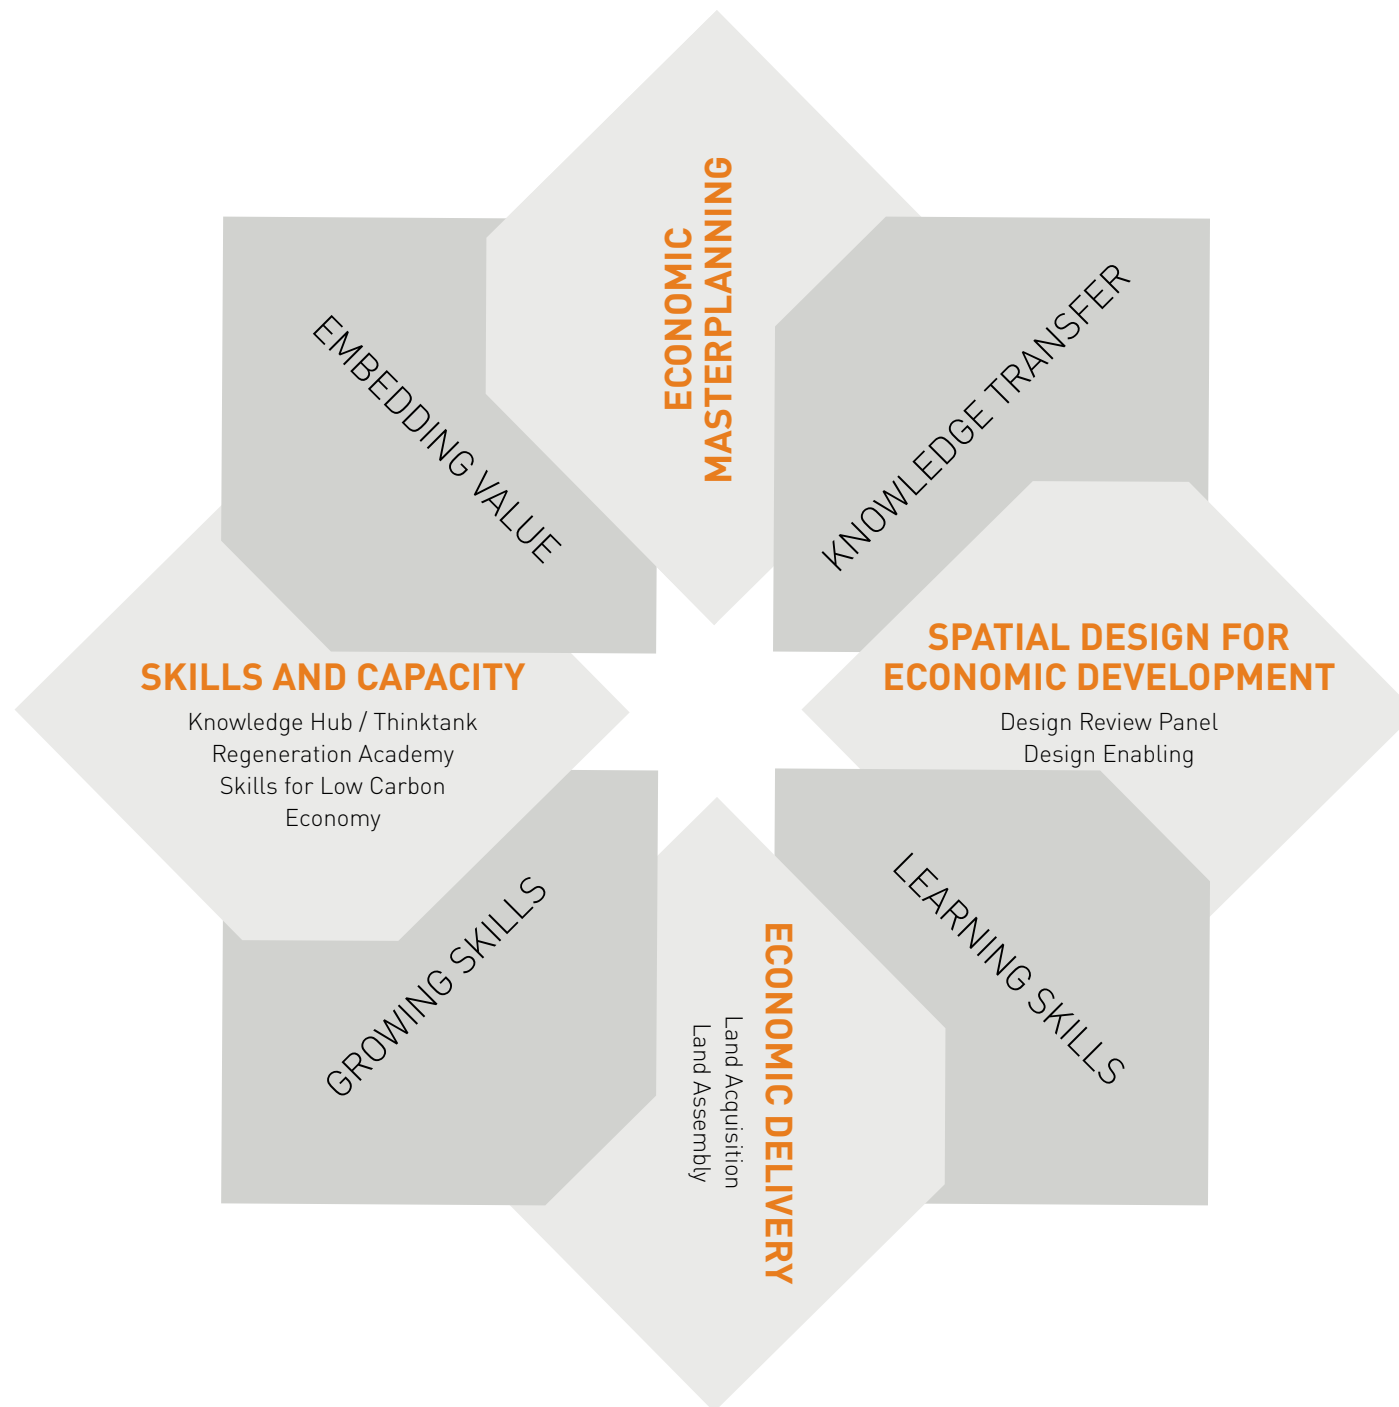 ECONOMIC
MASTERPLANNING
KNOWLEDGE TRANSFER
EMBEDDING VALUE
SPATIAL DESIGN FOR
ECONOMIC DEVELOPMENT
Design Review Panel
Design Enabling
SKILLS AND CAPACITY
Knowledge Hub / Thinktank
Regeneration Academy
Skills for Low Carbon
Economy
LEARNING SKILLS
ECONOMIC DELIVERY
Land Acquisition
Land Assembly
GROWING SKILLS